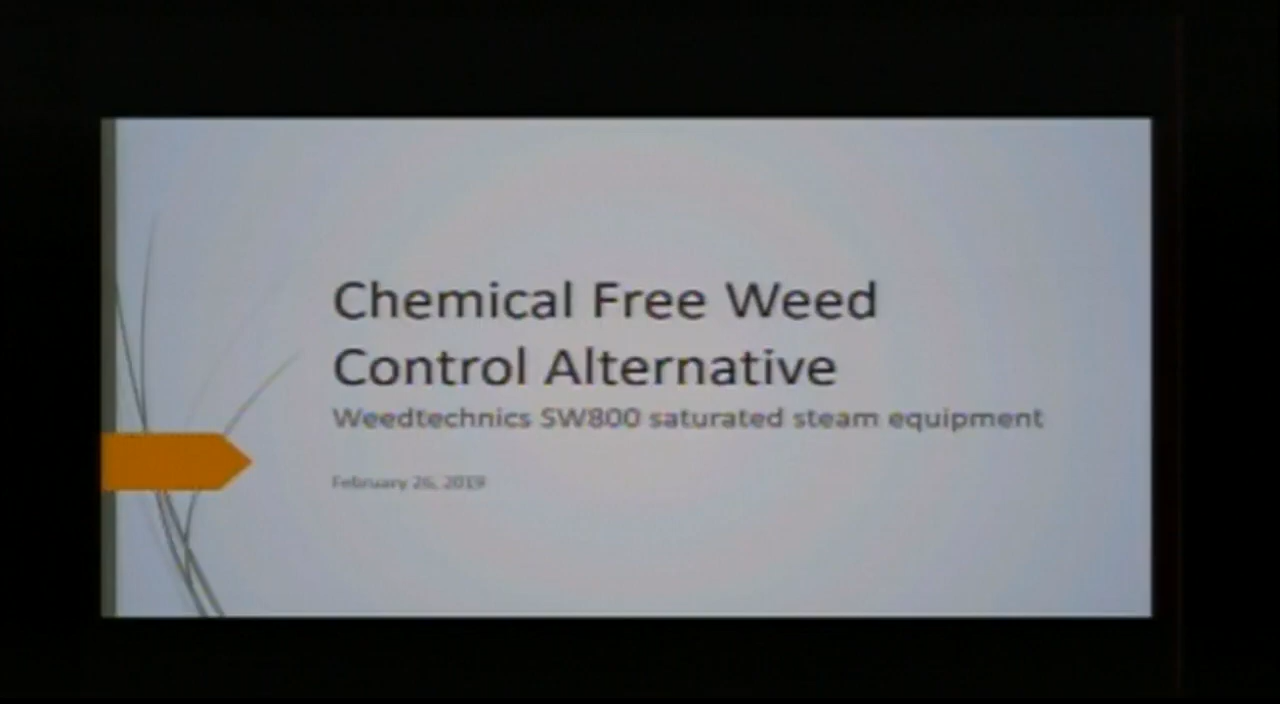 Chemical Free Weed
Control Alternative
Weedtechnics SW800 saturated steam equipment
February 26, 2019